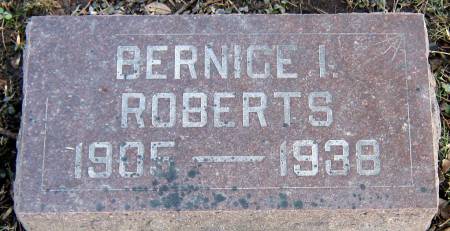 BERNICE I.
ROBERTS
1905 — 1938